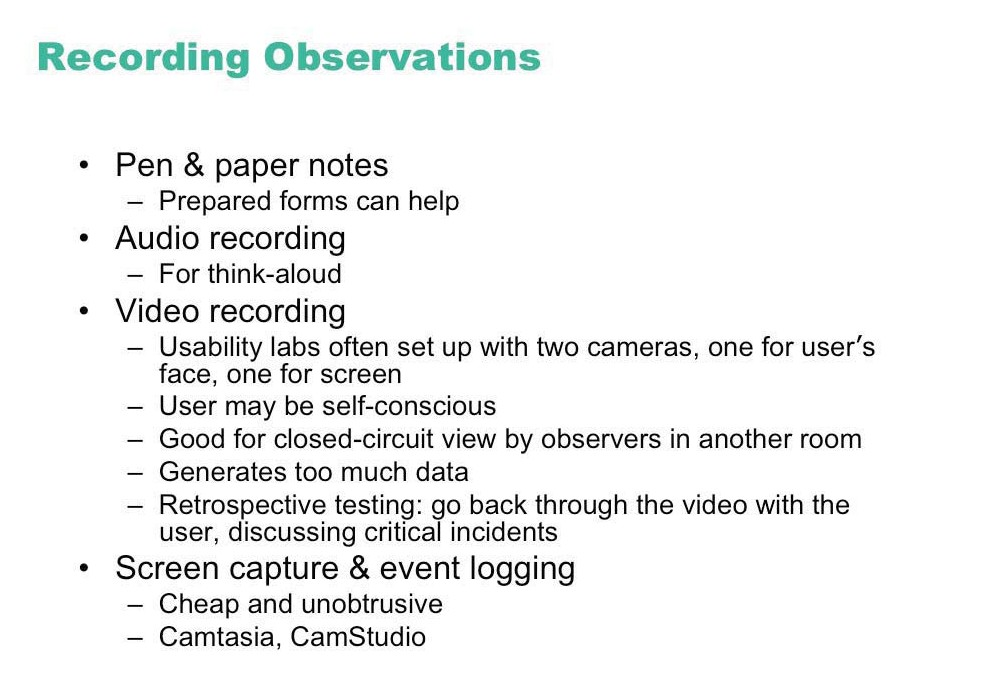 Recording Observations
• Pen & paper notes
– Prepared forms can help
• Audio recording
– For think-aloud
• Video recording
– Usability labs often set up with two cameras, one for user′s
face, one for screen
– User may be self-conscious
– Good for closed-circuit view by observers in another room
– Generates too much data
– Retrospective testing: go back through the video with the
user, discussing critical incidents
• Screen capture & event logging
– Cheap and unobtrusive
– Camtasia, CamStudio